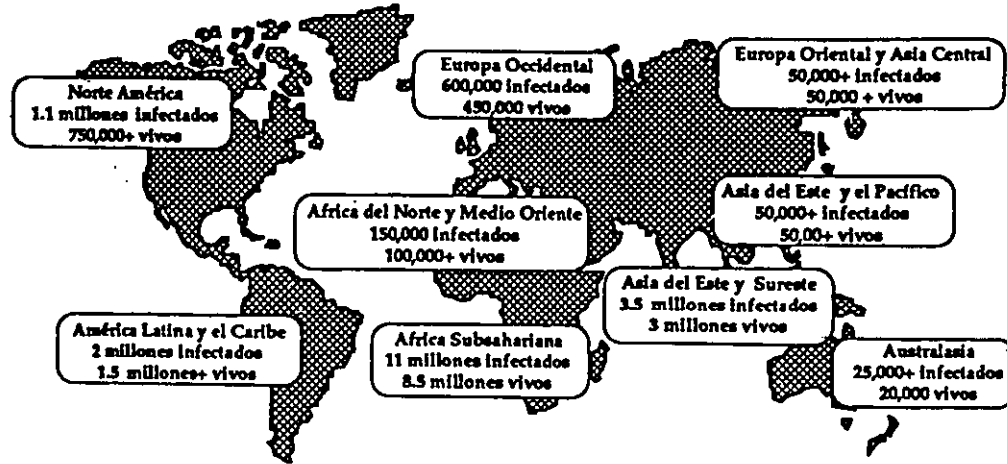 Norte América
1.1 millones infectados
750,000+ vivos
Europa Occidental
600,000 infectados
450,000 vivos
Europa Oriental y Asia Central
50,000+ infectados
50,000 + vivos
Africa del Norte y Medio Oriente
150,000 infectados
100,000+ vivos
Asia del Este y el Pacífico
50,000+ infectados
50,00+ vivos
Asia del Este y Sureste
3.5 millones infectados
3 millones vivos
América Latina y el Caribe
2 millones infectados
1.5 millones+ vivos
Africa Subsahariana
11 millones infectados
8.5 millones vivos
Australasia
25,000+ infectados
20,000 vivos